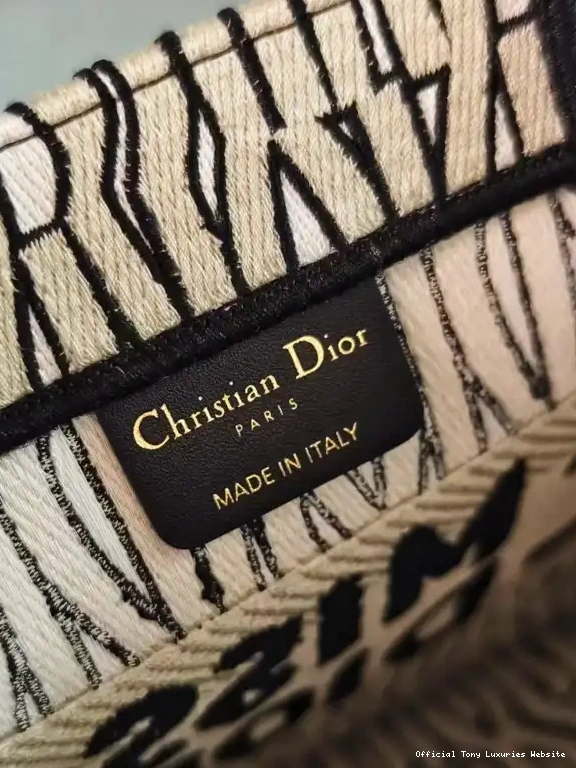 Christian Dior
PARIS
MADE IN ITALY
Official Tony Luxuries Website